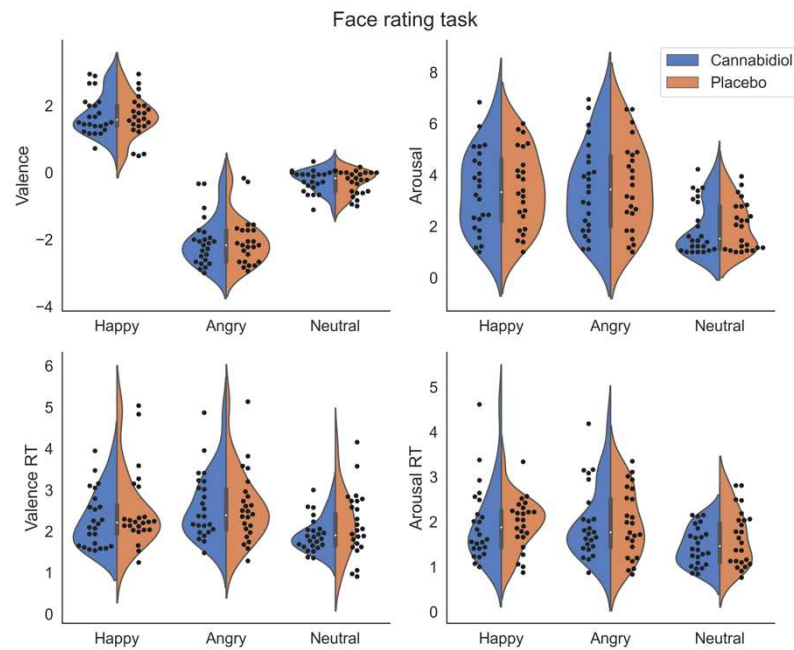 Face rating task
Valence
2
0
−2
−4
Happy
Angry
Neutral
Arousal
8
6
4
2
0
Happy
Angry
Neutral
Cannabidiol
Placebo
Valence RT
6
5
4
3
2
1
0
Happy
Angry
Neutral
Arousal RT
5
4
3
2
1
0
Happy
Angry
Neutral